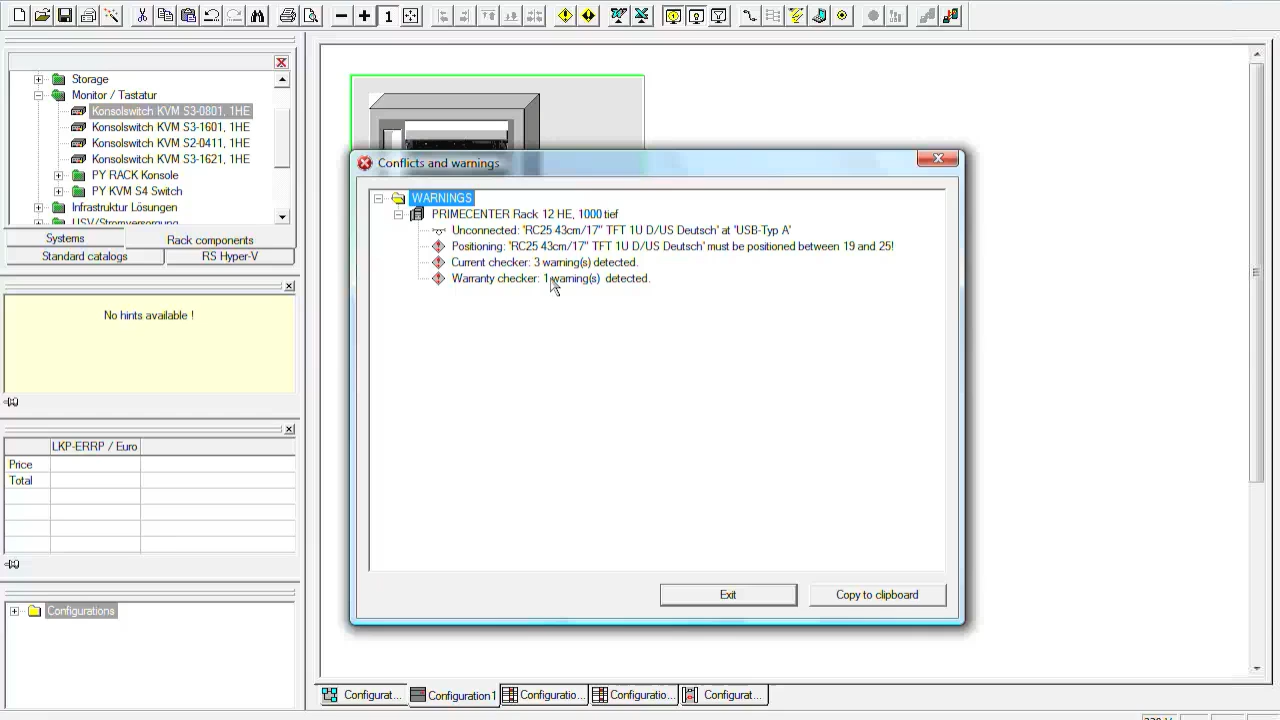 1
Storage
Monitor / Tastatur
Konsolswitch KVM S3-0801, 1HE
Konsolswitch KVM S3-1601, 1HE
Konsolswitch KVM S2-0411, 1HE
Konsolswitch KVM S3-1621, 1HE
PY RACK Konsole
PY KVM S4 Switch
Infrastruktur Lösungen
USV/Stromversorgung
Systems
Rack components
Standard catalogs
RS Hyper-V
No hints available !
LKP-ERRP / Euro
Price
Total
Configurations
Conflicts and warnings
WARNINGS
PRIMECENTER Rack 12 HE, 1000 tief
Unconnected: 'RC25 43cm/17" TFT 1U D/US Deutsch' at 'USB-Typ A'
Positioning: 'RC25 43cm/17" TFT 1U D/US Deutsch' must be positioned between 19 and 25!
Current checker: 3 warning(s) detected.
Warranty checker: 1 warning(s) detected.
Exit
Copy to clipboard
Configurat...
Configuration1
Configuratio...
Configuratio...
Configurat...